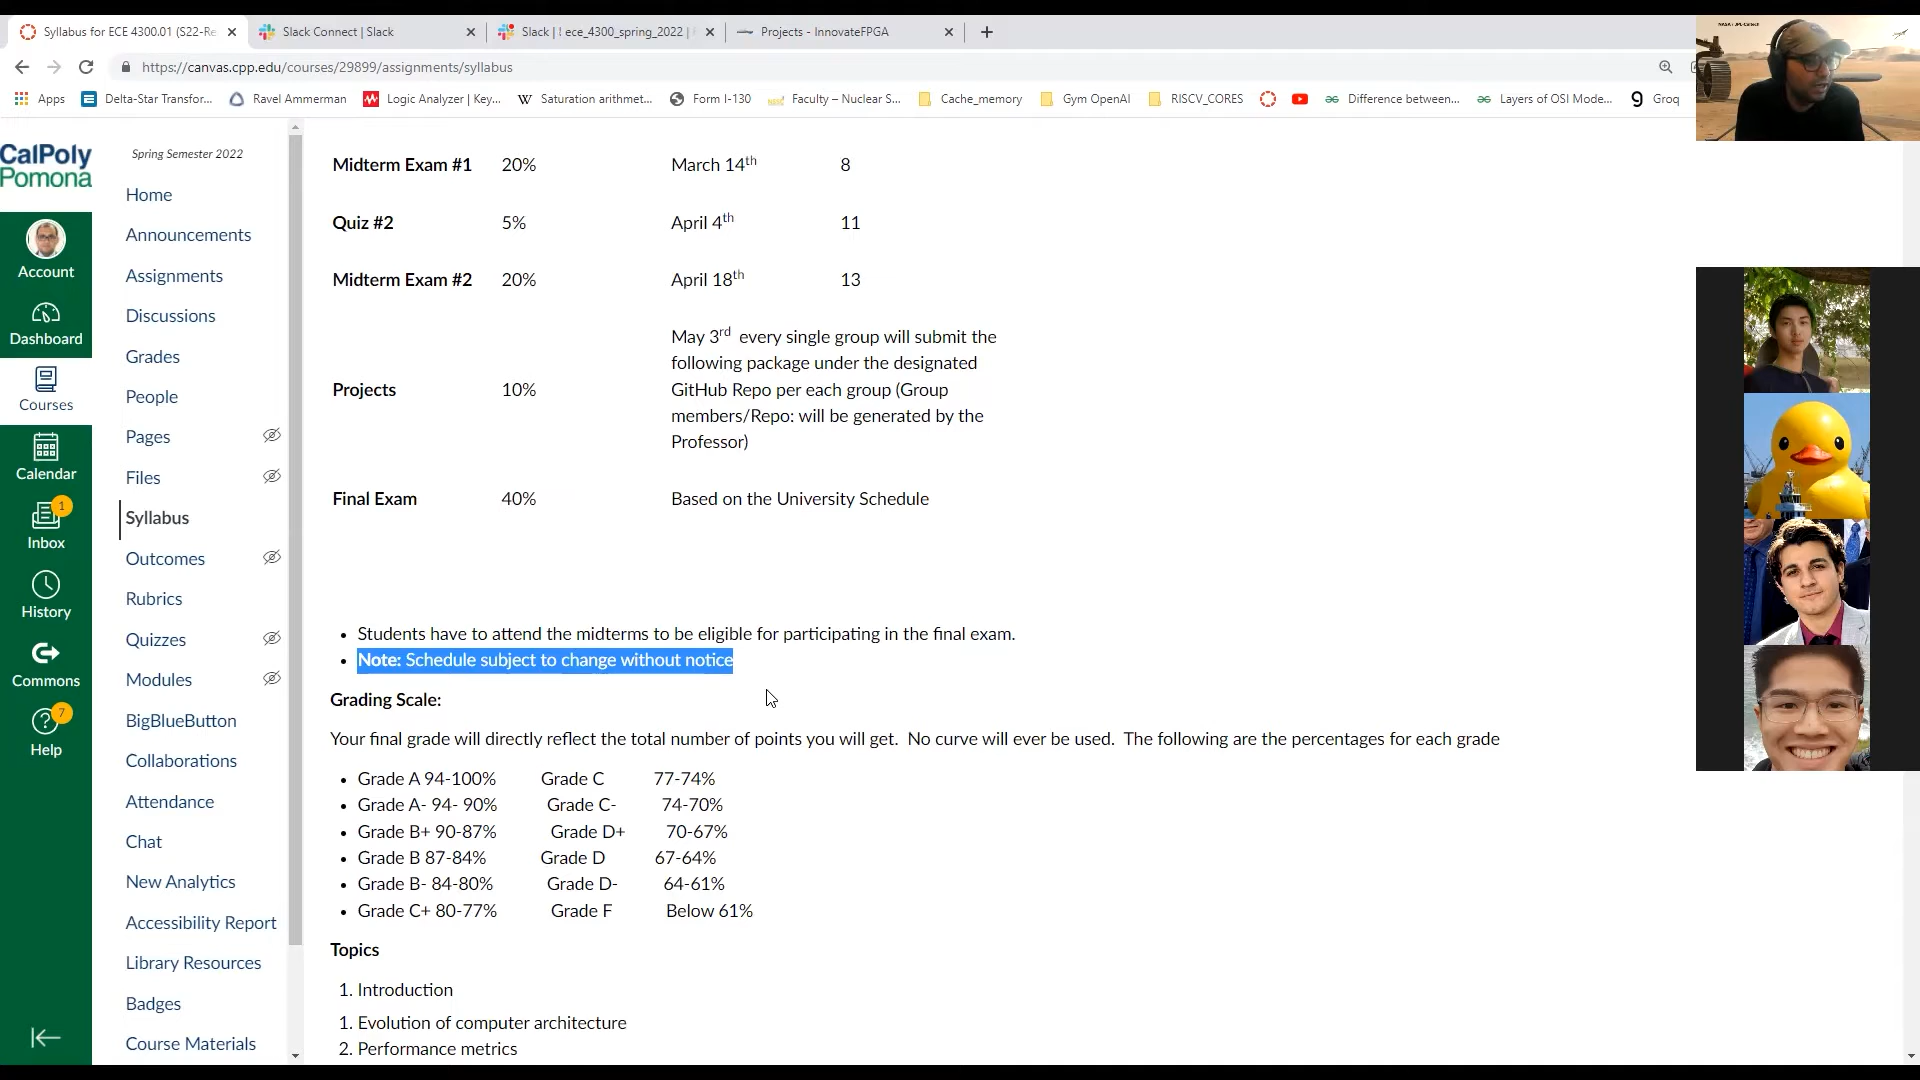 Syllabus for ECE 4300.01 (S22-Re
Slack Connect | Slack
Slack | ! ece_4300_spring_2022 |
Projects - InnovateFPGA
https://canvas.cpp.edu/courses/29899/assignments/syllabus
Apps
Delta-Star Transfor...
Ravel Ammerman
Logic Analyzer | Key...
Saturation arithmet...
Form I-130
Faculty – Nuclear S...
Cache_memory
Gym OpenAI
RISCV_CORES
Difference between...
Layers of OSI Mode...
Groq
NASA / JPL-Caltech
CalPoly
Pomona
Account
Dashboard
Courses
Calendar
1
Inbox
History
Commons
7
Help
Spring Semester 2022
Home
Announcements
Assignments
Discussions
Grades
People
Pages
Files
Syllabus
Outcomes
Rubrics
Quizzes
Modules
BigBlueButton
Collaborations
Attendance
Chat
New Analytics
Accessibility Report
Library Resources
Badges
Course Materials
Midterm Exam #1 20% March 14th 8
Quiz #2 5% April 4th 11
Midterm Exam #2 20% April 18th 13
May 3rd every single group will submit the
following package under the designated
Projects 10% GitHub Repo per each group (Group
members/Repo: will be generated by the
Professor)
Final Exam 40% Based on the University Schedule
• Students have to attend the midterms to be eligible for participating in the final exam.
• Note: Schedule subject to change without notice
Grading Scale:
Your final grade will directly reflect the total number of points you will get. No curve will ever be used. The following are the percentages for each grade
• Grade A 94-100% Grade C 77-74%
• Grade A- 94- 90% Grade C- 74-70%
• Grade B+ 90-87% Grade D+ 70-67%
• Grade B 87-84% Grade D 67-64%
• Grade B- 84-80% Grade D- 64-61%
• Grade C+ 80-77% Grade F Below 61%
Topics
1. Introduction
1. Evolution of computer architecture
2. Performance metrics